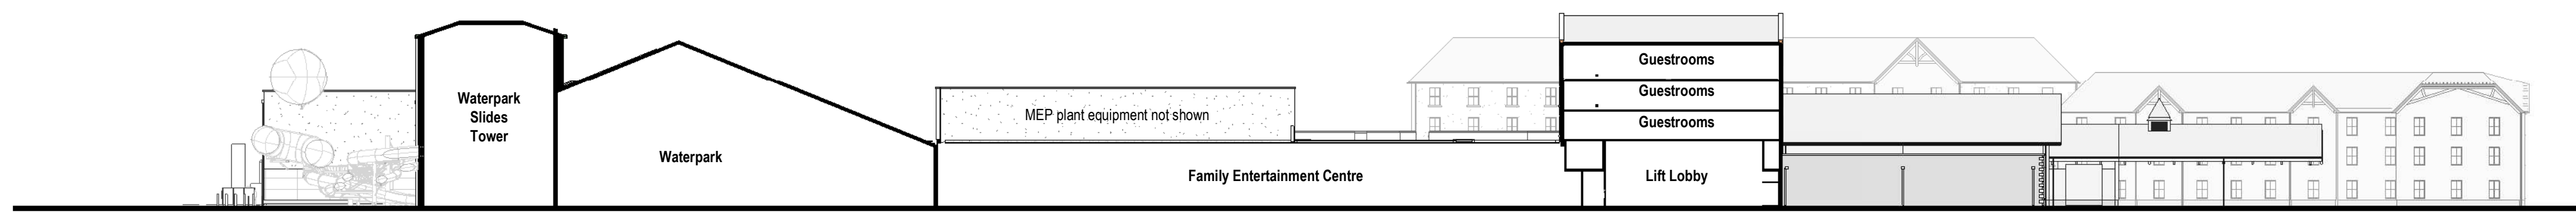 Waterpark
Slides
Tower
Waterpark
MEP plant equipment not shown
Family Entertainment Centre
Guestrooms
Guestrooms
Guestrooms
Lift Lobby